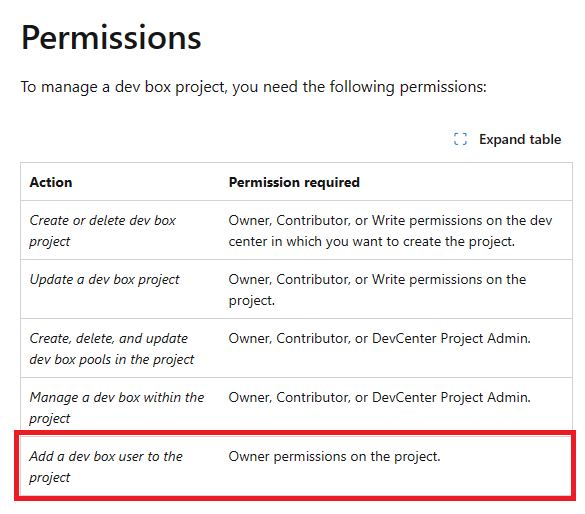 Permissions
To manage a dev box project, you need the following permissions:
Expand table
Action Permission required
Create or delete dev box Owner, Contributor, or Write permissions on the dev
project center in which you want to create the project.
Update a dev box project Owner, Contributor, or Write permissions on the
project.
Create, delete, and update Owner, Contributor, or DevCenter Project Admin.
dev box pools in the project
Manage a dev box within the Owner, Contributor, or DevCenter Project Admin.
project
Add a dev box user to the Owner permissions on the project.
project